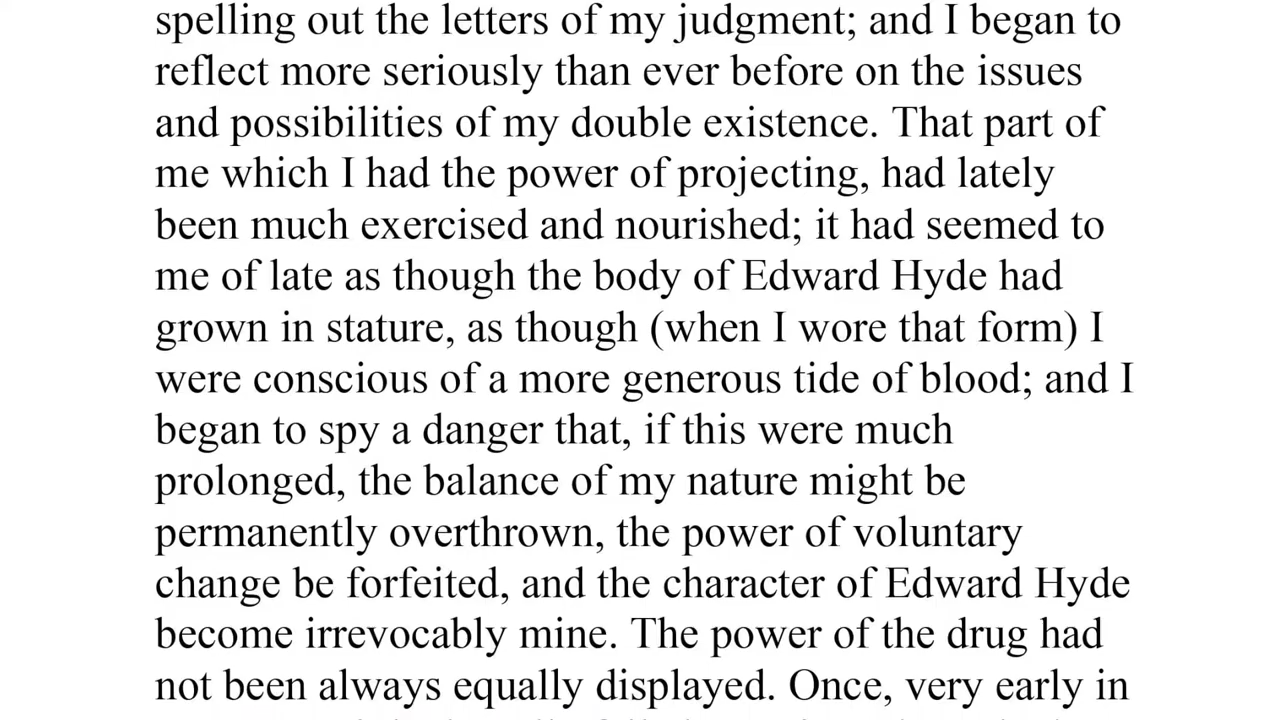 spelling out the letters of my judgment; and I began to
reflect more seriously than ever before on the issues
and possibilities of my double existence. That part of
me which I had the power of projecting, had lately
been much exercised and nourished; it had seemed to
me of late as though the body of Edward Hyde had
grown in stature, as though (when I wore that form) I
were conscious of a more generous tide of blood; and I
began to spy a danger that, if this were much
prolonged, the balance of my nature might be
permanently overthrown, the power of voluntary
change be forfeited, and the character of Edward Hyde
become irrevocably mine. The power of the drug had
not been always equally displayed. Once, very early in